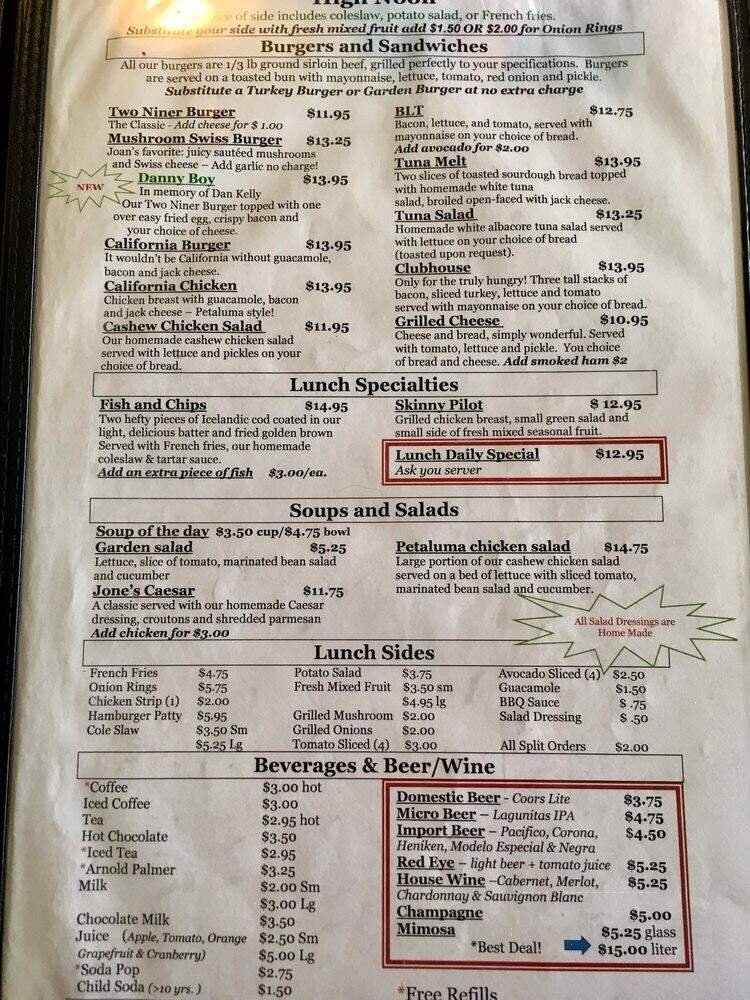 High Noon
of side includes coleslaw, potato salad, or French fries.
Substitute your side with fresh mixed fruit add $1.50 OR $2.00 for Onion Rings
Burgers and Sandwiches
All our burgers are 1/3 lb ground sirloin beef, grilled perfectly to your specifications. Burgers
are served on a toasted bun with mayonnaise, lettuce, tomato, red onion and pickle.
Substitute a Turkey Burger or Garden Burger at no extra charge
Two Niner Burger $11.95
The Classic - Add cheese for $ 1.00
Mushroom Swiss Burger $13.25
Joan's favorite: juicy sautéed mushrooms
and Swiss cheese – Add garlic no charge!
NEW
Danny Boy $13.95
In memory of Dan Kelly
Our Two Niner Burger topped with one
over easy fried egg, crispy bacon and
your choice of cheese.
California Burger $13.95
It wouldn't be California without guacamole,
bacon and jack cheese.
California Chicken $13.95
Chicken breast with guacamole, bacon
and jack cheese – Petaluma style!
Cashew Chicken Salad $11.95
Our homemade cashew chicken salad
served with lettuce and pickles on your
choice of bread.
BLT $12.75
Bacon, lettuce, and tomato, served with
mayonnaise on your choice of bread.
Add avocado for $2.00
Tuna Melt $13.95
Two slices of toasted sourdough bread topped
with homemade white tuna
salad, broiled open-faced with jack cheese.
Tuna Salad $13.25
Homemade white albacore tuna salad served
with lettuce on your choice of bread
(toasted upon request).
Clubhouse $13.95
Only for the truly hungry! Three tall stacks of
bacon, sliced turkey, lettuce and tomato
served with mayonnaise on your choice of bread.
Grilled Cheese $10.95
Cheese and bread, simply wonderful. Served
with tomato, lettuce and pickle. You choice
of bread and cheese. Add smoked ham $2
Lunch Specialties
Fish and Chips $14.95
Two hefty pieces of Icelandic cod coated in our
light, delicious batter and fried golden brown
Served with French fries, our homemade
coleslaw & tartar sauce.
Add an extra piece of fish $3.00/ea.
Skinny Pilot $ 12.95
Grilled chicken breast, small green salad and
small side of fresh mixed seasonal fruit.
Lunch Daily Special $12.95
Ask you server
Soups and Salads
Soup of the day $3.50 cup/$4.75 bowl
Garden salad $5.25
Lettuce, slice of tomato, marinated bean salad
and cucumber
Jone's Caesar $11.75
A classic served with our homemade Caesar
dressing, croutons and shredded parmesan
Add chicken for $3.00
Petaluma chicken salad $14.75
Large portion of our cashew chicken salad
served on a bed of lettuce with sliced tomato,
marinated bean salad and cucumber.
All Salad Dressings are
Home Made
Lunch Sides
French Fries $4.75
Onion Rings $5.75
Chicken Strip (1) $2.00
Hamburger Patty $5.95
Cole Slaw $3.50 Sm
$5.25 Lg
Potato Salad $3.75
Fresh Mixed Fruit $3.50 sm
$4.95 lg
Grilled Mushroom $2.00
Grilled Onions $2.00
Tomato Sliced (4) $3.00
Avocado Sliced (4) $2.50
Guacamole $1.50
BBQ Sauce $ .75
Salad Dressing $ .50
All Split Orders $2.00
Beverages & Beer/Wine
*Coffee $3.00 hot
Iced Coffee $3.00
Tea $2.95 hot
Hot Chocolate $3.50
*Iced Tea $2.95
*Arnold Palmer $3.25
Milk $2.00 Sm
$3.00 Lg
Chocolate Milk $3.50
Juice (Apple, Tomato, Orange $2.50 Sm
Grapefruit & Cranberry) $5.00 Lg
*Soda Pop $2.75
Child Soda (>10 yrs. ) $1.50
Domestic Beer - Coors Lite $3.75
Micro Beer – Lagunitas IPA $4.75
Import Beer – Pacifico, Corona, $4.50
Heniken, Modelo Especial & Negra
Red Eye – light beer + tomato juice $5.25
House Wine –Cabernet, Merlot, $5.25
Chardonnay & Sauvignon Blanc
Champagne $5.00
Mimosa $5.25 glass
*Best Deal! $15.00 liter
*Free Refills